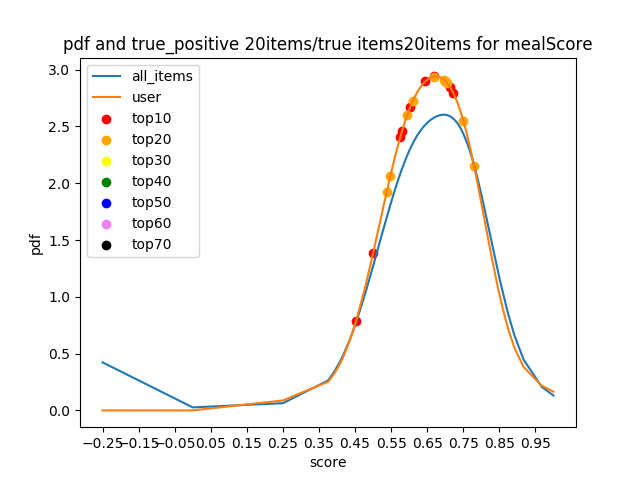 pdf and true_positive 20items/true items20items for mealScore
3.0
2.5
2.0
1.5
1.0
0.5
0.0
pdf
all_items
user
top10
top20
top30
top40
top50
top60
top70
−0.25 −0.15 −0.05 0.05 0.15 0.25 0.35 0.45 0.55 0.65 0.75 0.85 0.95
score